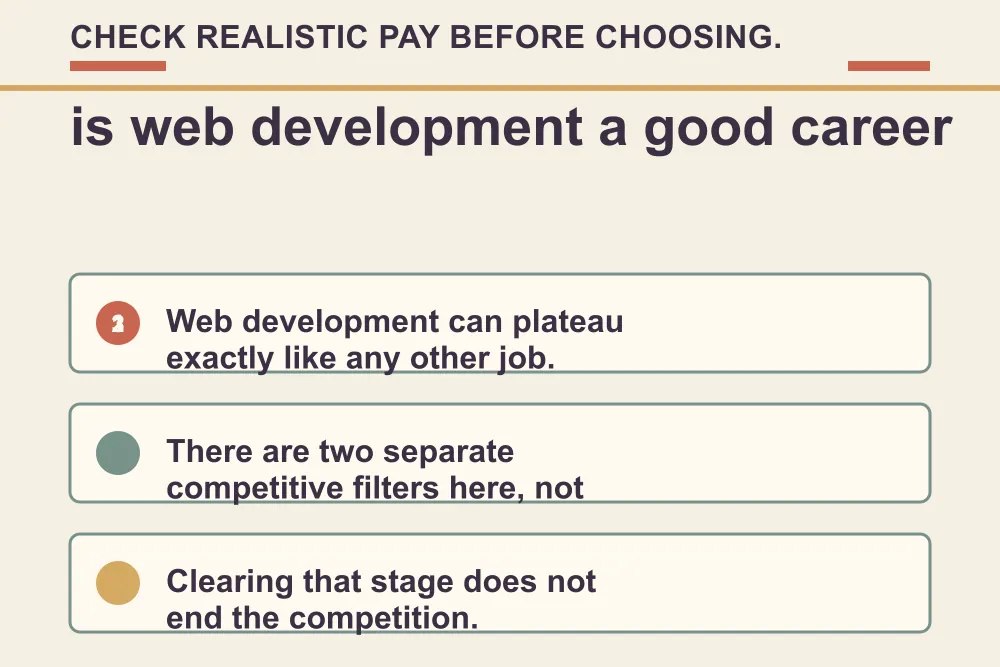 CHECK REALISTIC PAY BEFORE CHOOSING.
is web development a good career
Web development can plateau
exactly like any other job.
There are two separate
competitive filters here, not
Clearing that stage does not
end the competition.